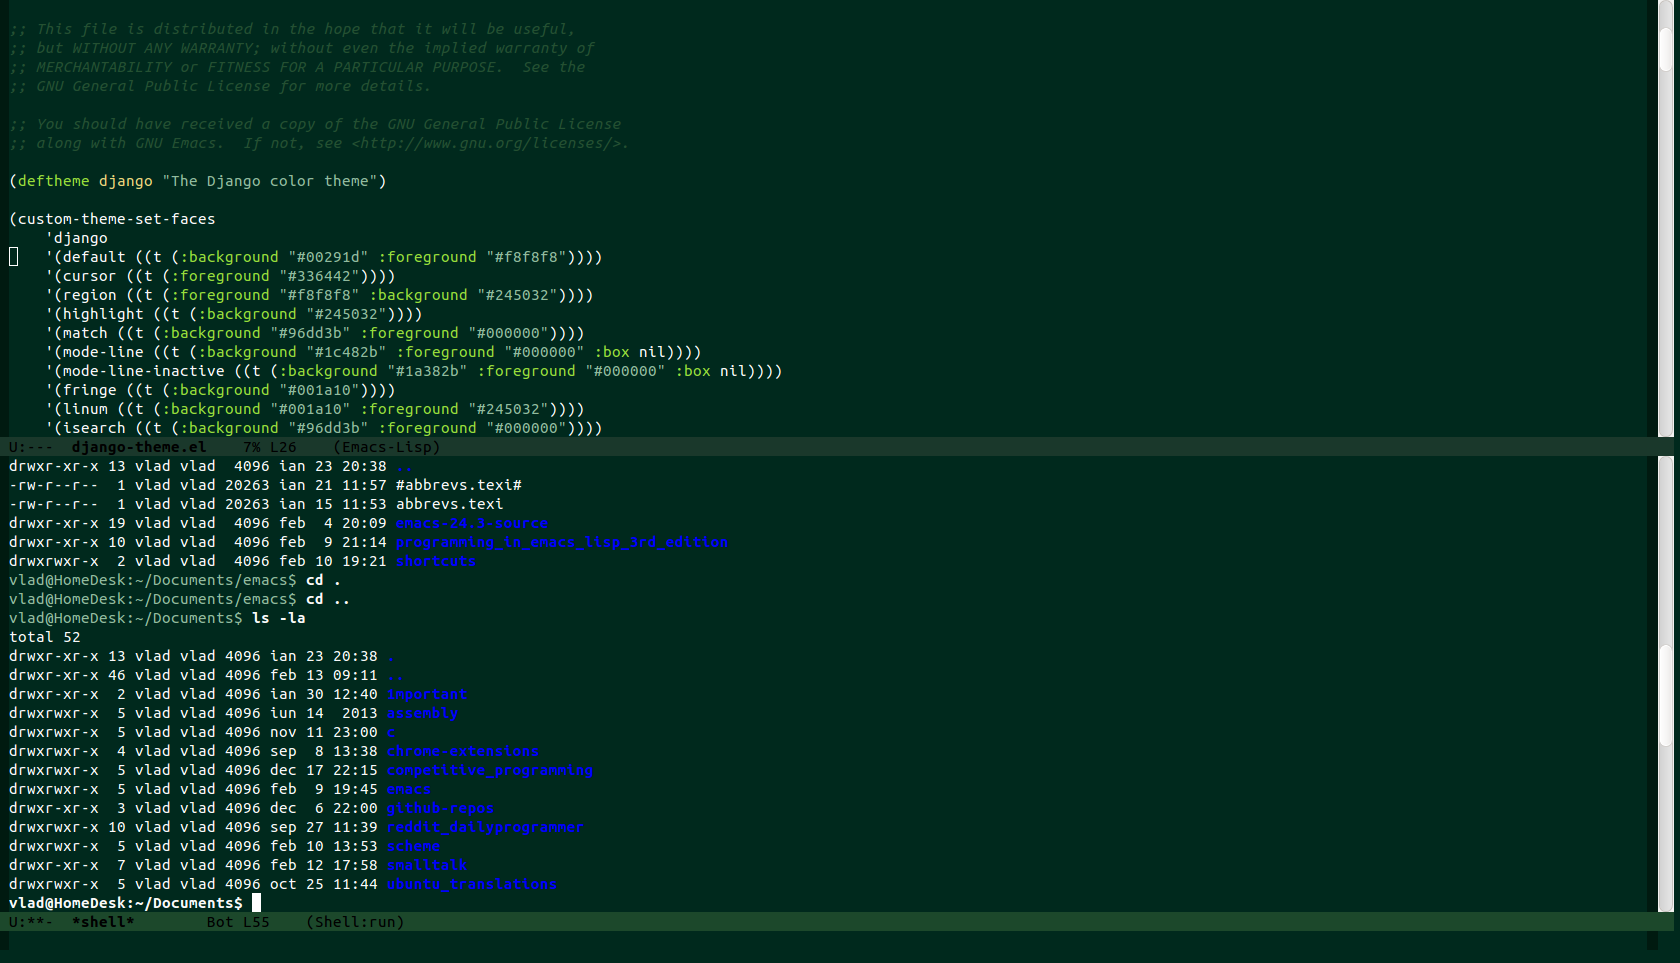 ;; This file is distributed in the hope that it will be useful,
;; but WITHOUT ANY WARRANTY; without even the implied warranty of
;; MERCHANTABILITY or FITNESS FOR A PARTICULAR PURPOSE.  See the
;; GNU General Public License for more details.
;; You should have received a copy of the GNU General Public License
;; along with GNU Emacs.  If not, see <http://www.gnu.org/licenses/>.
(deftheme django "The Django color theme")
(custom-theme-set-faces
    'django
    '(default ((t (:background "#00291d" :foreground "#f8f8f8"))))
    '(cursor ((t (:foreground "#336442"))))
    '(region ((t (:foreground "#f8f8f8" :background "#245032"))))
    '(highlight ((t (:background "#245032"))))
    '(match ((t (:background "#96dd3b" :foreground "#000000"))))
    '(mode-line ((t (:background "#1c482b" :foreground "#000000" :box nil))))
    '(mode-line-inactive ((t (:background "#1a382b" :foreground "#000000" :box nil))))
    '(fringe ((t (:background "#001a10"))))
    '(linum ((t (:background "#001a10" :foreground "#245032"))))
    '(isearch ((t (:background "#96dd3b" :foreground "#000000"))))
U:---  django-theme.el    7% L26    (Emacs-Lisp)
drwxr-xr-x 13 vlad vlad  4096 ian 23 20:38 ..
-rw-r--r--  1 vlad vlad 20263 ian 21 11:57 #abbrevs.texi#
-rw-r--r--  1 vlad vlad 20263 ian 15 11:53 abbrevs.texi
drwxr-xr-x 19 vlad vlad  4096 feb  4 20:09 emacs-24.3-source
drwxr-xr-x 10 vlad vlad  4096 feb  9 21:14 programming_in_emacs_lisp_3rd_edition
drwxrwxr-x  2 vlad vlad  4096 feb 10 19:21 shortcuts
vlad@HomeDesk:~/Documents/emacs$ cd .
vlad@HomeDesk:~/Documents/emacs$ cd ..
vlad@HomeDesk:~/Documents$ ls -la
total 52
drwxr-xr-x 13 vlad vlad 4096 ian 23 20:38 .
drwxr-xr-x 46 vlad vlad 4096 feb 13 09:11 ..
drwxrwxr-x  2 vlad vlad 4096 ian 30 12:40 1mportant
drwxrwxr-x  5 vlad vlad 4096 iun 14  2013 assembly
drwxrwxr-x  5 vlad vlad 4096 nov 11 23:00 c
drwxrwxr-x  4 vlad vlad 4096 sep  8 13:38 chrome-extensions
drwxrwxr-x  5 vlad vlad 4096 dec 17 22:15 competitive_programming
drwxrwxr-x  5 vlad vlad 4096 feb  9 19:45 emacs
drwxrwxr-x  3 vlad vlad 4096 dec  6 22:00 github-repos
drwxrwxr-x 10 vlad vlad 4096 sep 27 11:39 reddit_dailyprogrammer
drwxrwxr-x  5 vlad vlad 4096 feb 10 13:53 scheme
drwxr-xr-x  7 vlad vlad 4096 feb 12 17:58 smalltalk
drwxrwxr-x  5 vlad vlad 4096 oct 25 11:44 ubuntu_translations
vlad@HomeDesk:~/Documents$
U:**-  *shell*        Bot L55    (Shell:run)